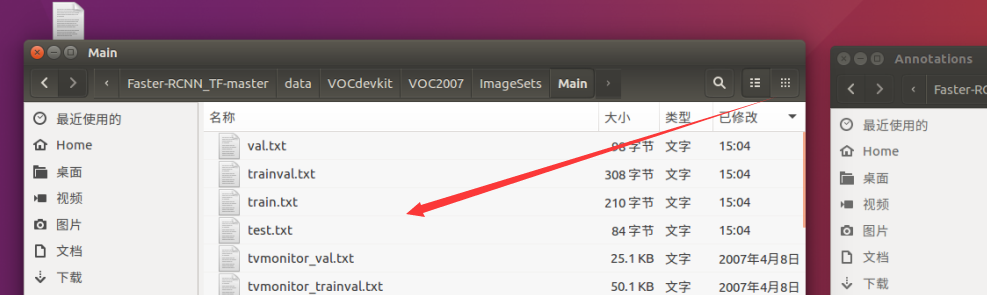 Main
Annotations
Faster-RCNN_TF-master data VOCdevkit VOC2007 ImageSets Main
Faster-RC
名称 大小 类型 已修改
最近使用的
Home
桌面
视频
图片
文档
下载
val.txt 98 字节 文字 15:04
trainval.txt 308 字节 文字 15:04
train.txt 210 字节 文字 15:04
test.txt 84 字节 文字 15:04
tvmonitor_val.txt 25.1 KB 文字 2007年4月8日
tvmonitor_trainval.txt 50.1 KB 文字 2007年4月8日
最近使用的
Home
桌面
视频
图片
文档
下载